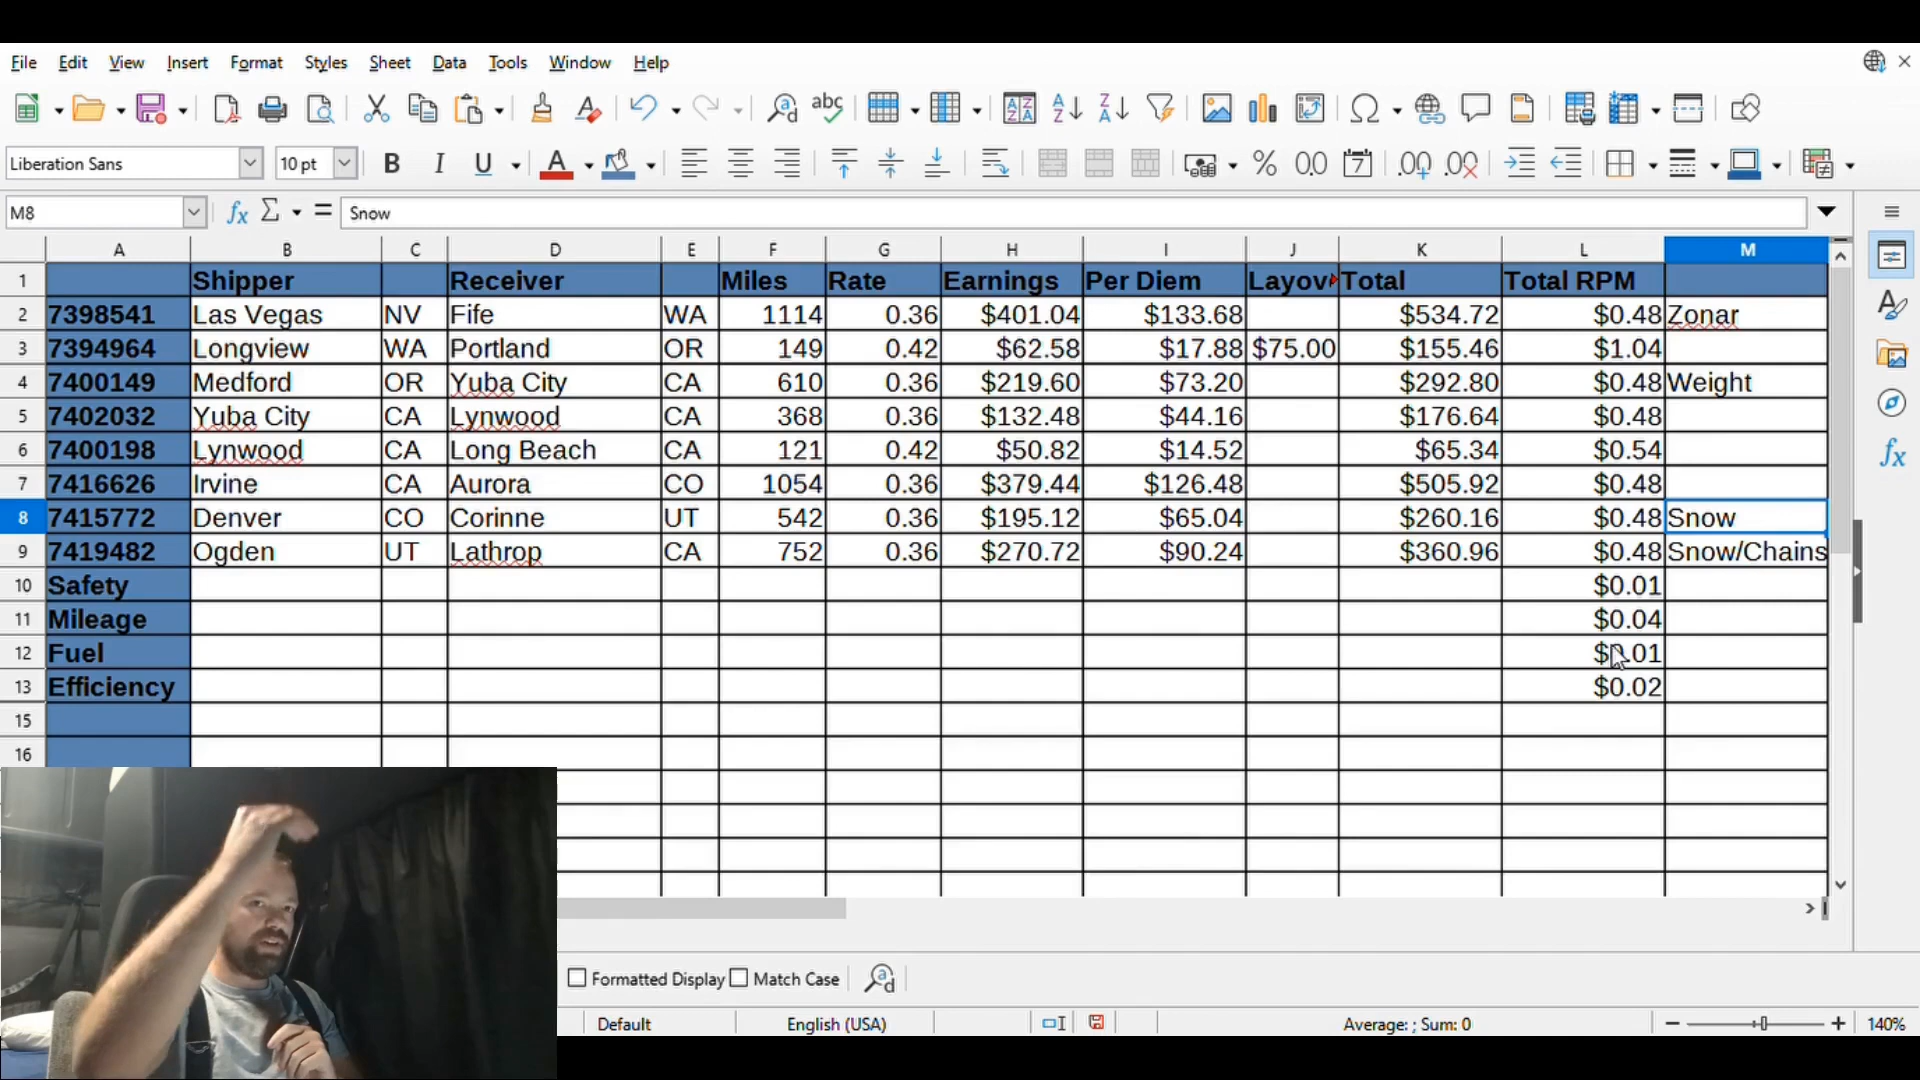 File Edit View Insert Format Styles Sheet Data Tools Window Help
Liberation Sans 10 pt
M8 Snow
A B C D E F G H I J K L M
1 Shipper Receiver Miles Rate Earnings Per Diem Layov Total Total RPM
2 7398541 Las Vegas NV Fife WA 1114 0.36 $401.04 $133.68 $534.72 $0.48 Zonar
3 7394964 Longview WA Portland OR 149 0.42 $62.58 $17.88 $75.00 $155.46 $1.04
4 7400149 Medford OR Yuba City CA 610 0.36 $219.60 $73.20 $292.80 $0.48 Weight
5 7402032 Yuba City CA Lynwood CA 368 0.36 $132.48 $44.16 $176.64 $0.48
6 7400198 Lynwood CA Long Beach CA 121 0.42 $50.82 $14.52 $65.34 $0.54
7 7416626 Irvine CA Aurora CO 1054 0.36 $379.44 $126.48 $505.92 $0.48
8 7415772 Denver CO Corinne UT 542 0.36 $195.12 $65.04 $260.16 $0.48 Snow
9 7419482 Ogden UT Lathrop CA 752 0.36 $270.72 $90.24 $360.96 $0.48 Snow/Chains
10 Safety $0.01
11 Mileage $0.04
12 Fuel $0.01
13 Efficiency $0.02
15
16
Formatted Display Match Case
Default English (USA) Average: ; Sum: 0 140%